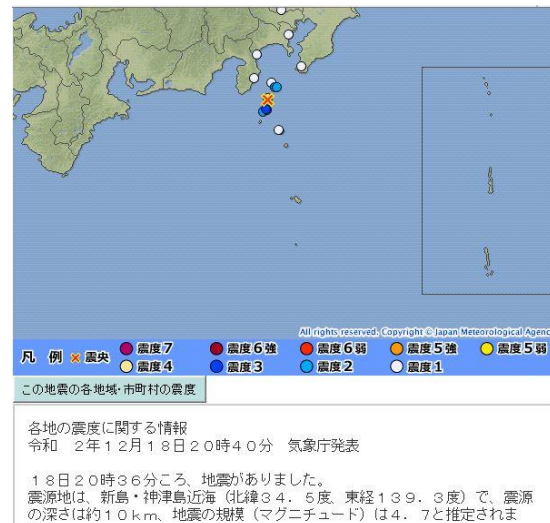 All rights reserved. Copyright © Japan Meteorological Agenc
凡 例 震央 震度7 震度6強 震度6弱 震度5強 震度5弱
震度4 震度3 震度2 震度1
この地震の各地域・市町村の震度
各地の震度に関する情報
令和 2年12月18日20時40分 気象庁発表
18日20時36分ころ、地震がありました。
震源地は、新島・神津島近海(北緯34.5度、東経139.3度)で、震源
の深さは約10km、地震の規模(マグニチュード)は4.7と推定されま